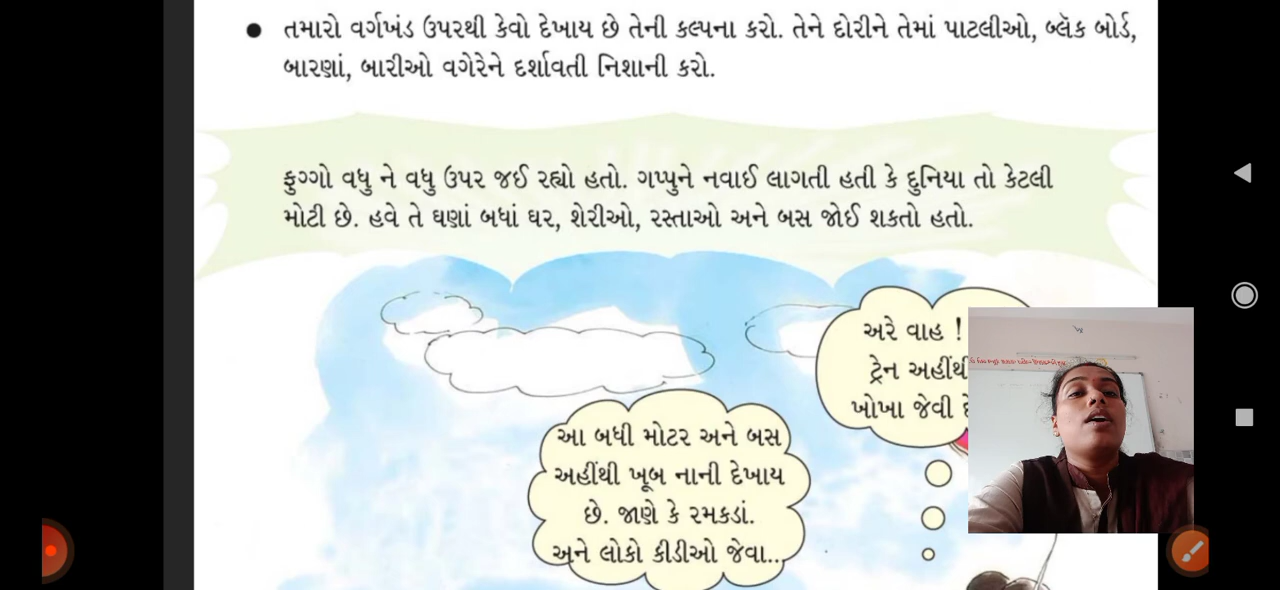 તમારો વર્ગખંડ ઉપરથી કેવો દેખાય છે તેની કલ્પના કરો. તેને દોરીને તેમાં પાટલીઓ, બ્લૅક બોર્ડ,
બારણાં, બારીઓ વગેરેને દર્શાવતી નિશાની કરો.
ફુગ્ગો વધુ ને વધુ ઉપર જઈ રહ્યો હતો. ગપ્પુને નવાઈ લાગતી હતી કે દુનિયા તો કેટલી
મોટી છે. હવે તે ઘણાં બધાં ઘર, શેરીઓ, રસ્તાઓ અને બસ જોઈ શકતો હતો.
અરે વાહ !
ટ્રેન અહીંથી
ખોખા જેવી
આ બધી મોટર અને બસ
અહીંથી ખૂબ નાની દેખાય
છે. જાણે કે રમકડાં.
અને લોકો કીડીઓ જેવા...